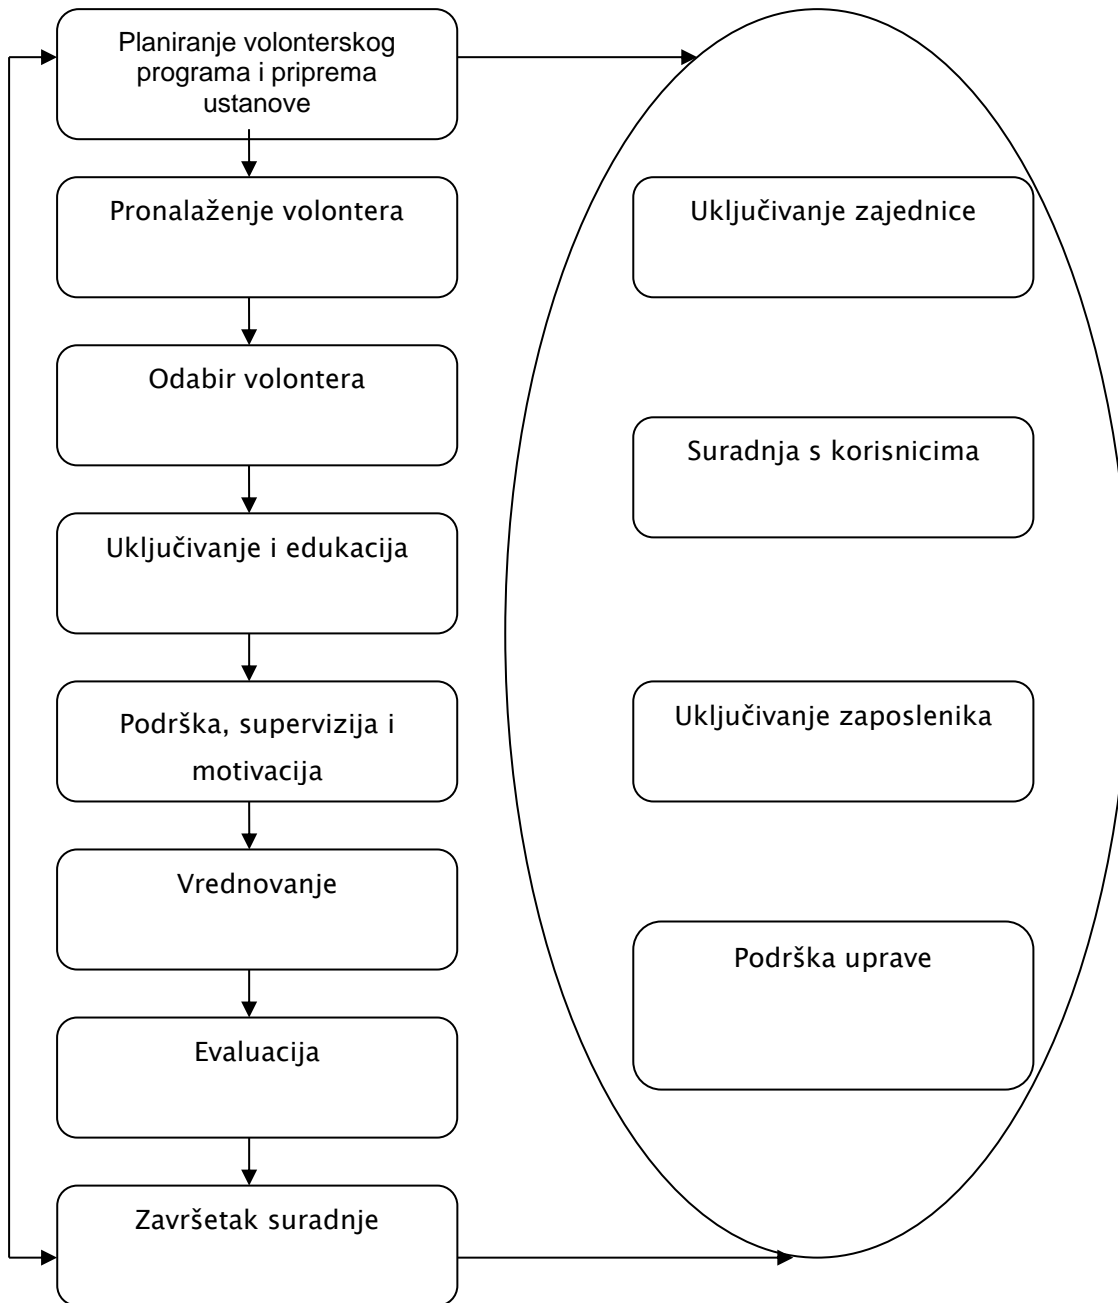 Planiranje volonterskog
programa i priprema
ustanove
Pronalaženje volontera
Odabir volontera
Uključivanje i edukacija
Podrška, supervizija i
motivacija
Vrednovanje
Evaluacija
Završetak suradnje
Uključivanje zajednice
Suradnja s korisnicima
Uključivanje zaposlenika
Podrška uprave